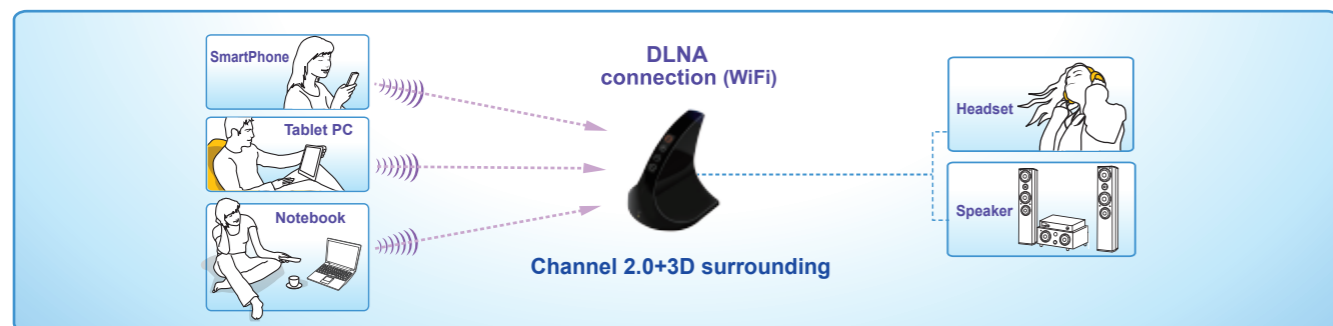 SmartPhone
Tablet PC
Notebook
DLNA
connection (WiFi)
Channel 2.0+3D surrounding
Headset
Speaker